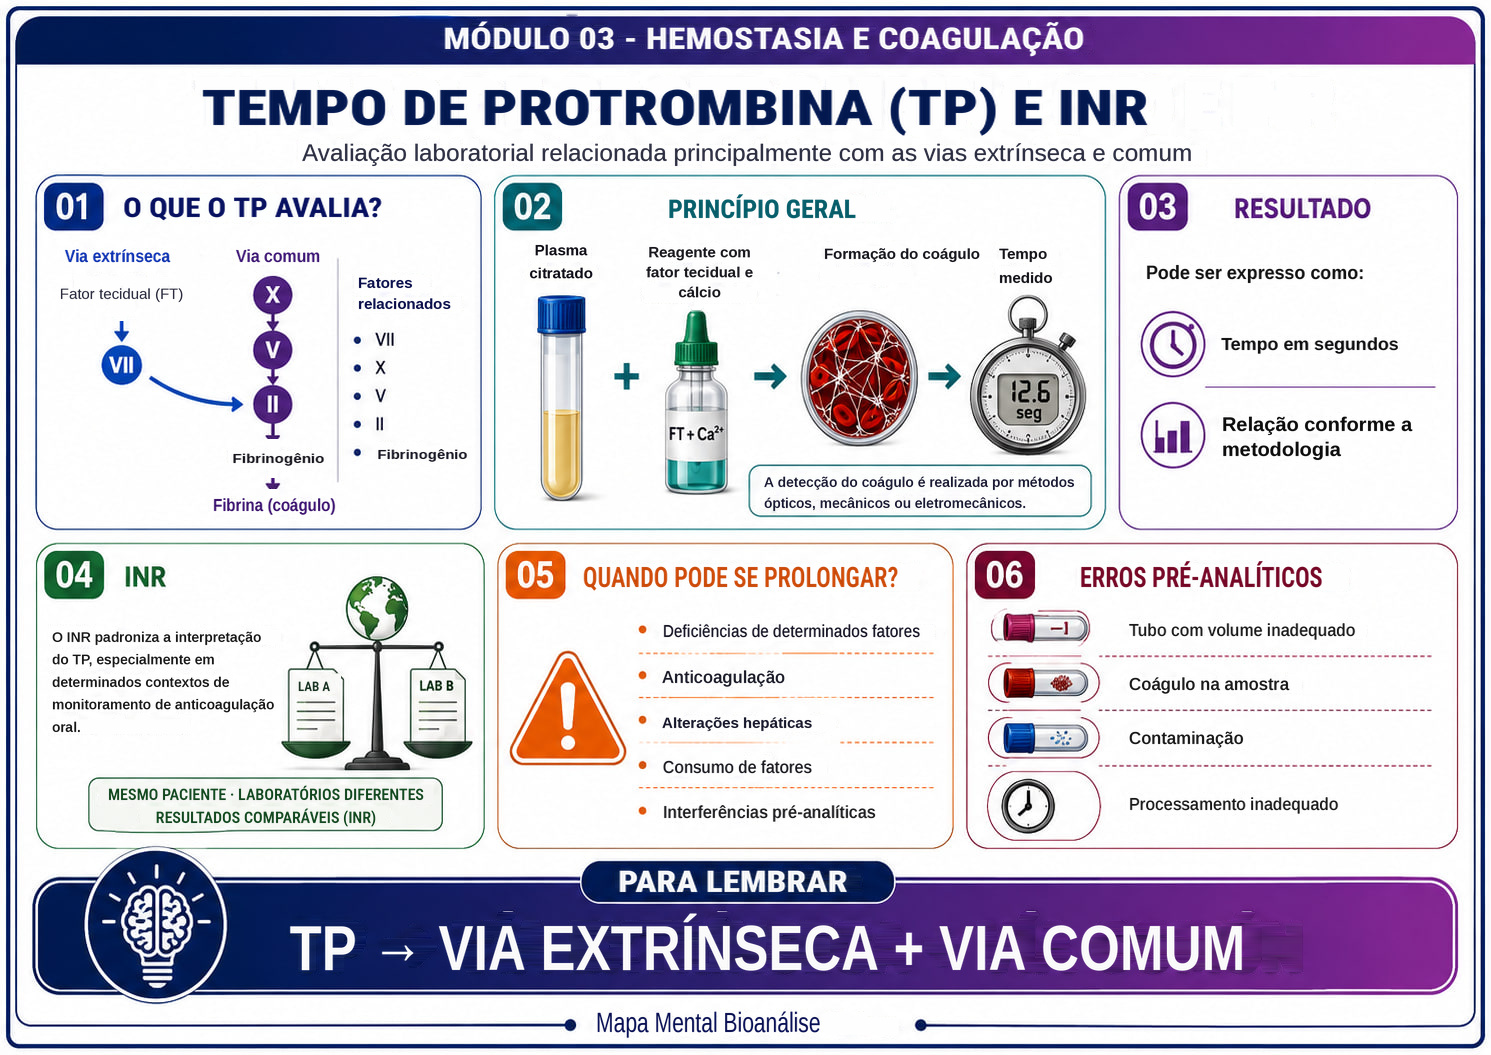 MÓDULO 03 - HEMOSTASIA E COAGULAÇÃO
TEMPO DE PROTROMBINA (TP) E INR
Avaliação laboratorial relacionada principalmente com as vias extrínseca e comum
01
O QUE O TP AVALIA?
Via extrínseca
Fator tecidual (FT)
VII
Via comum
X
V
II
Fibrinogênio
Fibrina (coágulo)
Fatores
relacionados
• VII
• X
• V
• II
• Fibrinogênio
02
PRINCÍPIO GERAL
Plasma
citratado
+
Reagente com
fator tecidual e
cálcio
FT + Ca²⁺
Formação do coágulo
Tempo
medido
12.6
seg
A detecção do coágulo é realizada por métodos
ópticos, mecânicos ou eletromecânicos.
03
RESULTADO
Pode ser expresso como:
Tempo em segundos
Relação conforme a
metodologia
04
INR
O INR padroniza a interpretação
do TP, especialmente em
determinados contextos de
monitoramento de anticoagulação
oral.
LAB A
LAB B
MESMO PACIENTE · LABORATÓRIOS DIFERENTES
RESULTADOS COMPARÁVEIS (INR)
05
QUANDO PODE SE PROLONGAR?
• Deficiências de determinados fatores
• Anticoagulação
• Alterações hepáticas
• Consumo de fatores
• Interferências pré-analíticas
06
ERROS PRÉ-ANALÍTICOS
Tubo com volume inadequado
Coágulo na amostra
Contaminação
Processamento inadequado
PARA LEMBRAR
TP → VIA EXTRÍNSECA + VIA COMUM
Mapa Mental Bioanálise